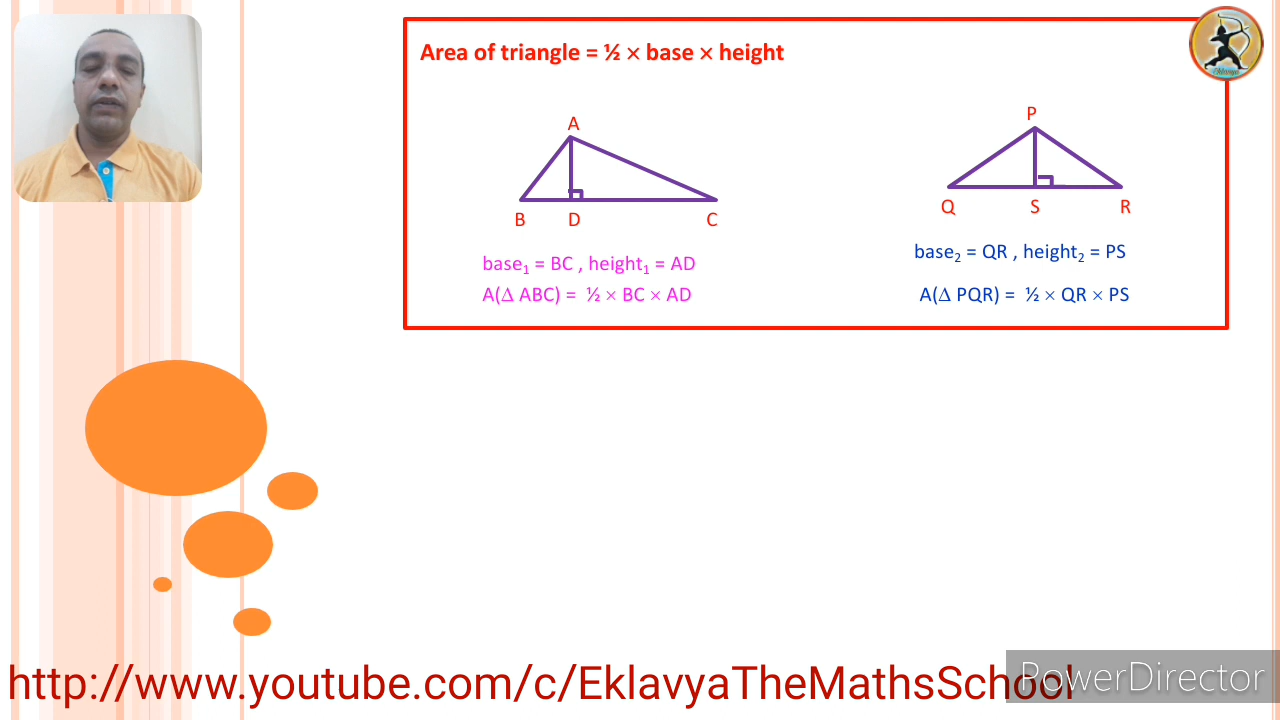 Area of triangle = ½ × base × height
A
B
D
C
base₁ = BC , height₁ = AD
A(Δ ABC) = ½ × BC × AD
P
Q
S
R
base₂ = QR , height₂ = PS
A(Δ PQR) = ½ × QR × PS
Eklavya
http://www.youtube.com/c/EklavyaTheMathsSchool
PowerDirector